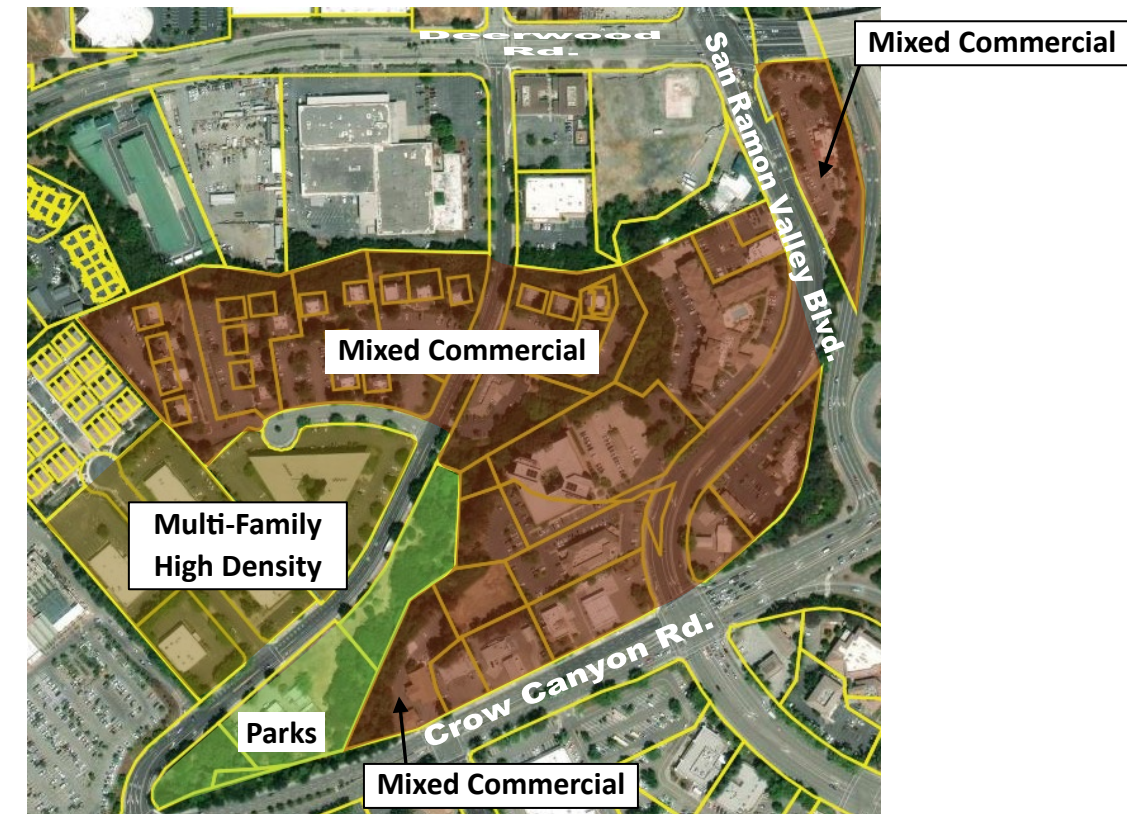 Deerwood
Rd.
San Ramon Valley Blvd.
Mixed Commercial
Mixed Commercial
Multi-Family
High Density
Crow Canyon Rd.
Parks
Mixed Commercial